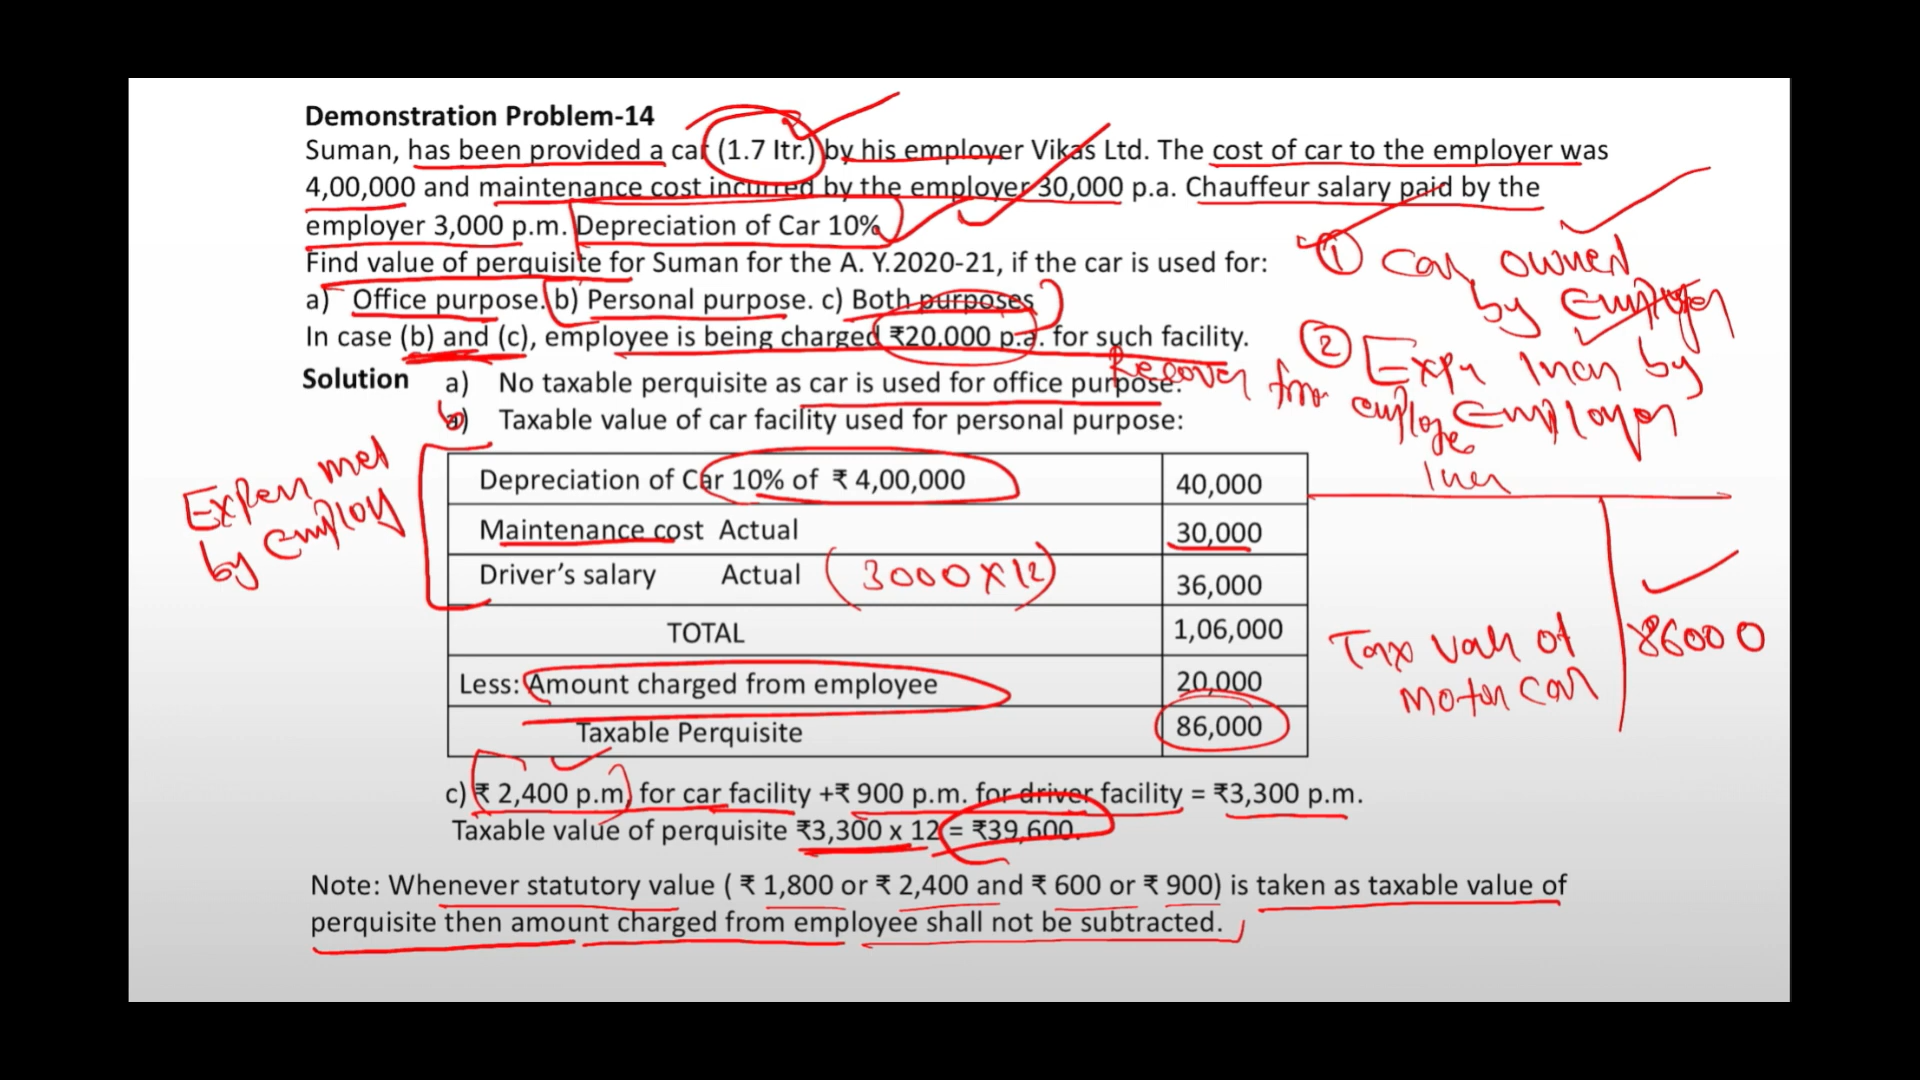 Demonstration Problem-14
Suman, has been provided a car (1.7 ltr.) by his employer Vikas Ltd. The cost of car to the employer was
4,00,000 and maintenance cost incurred by the employer 30,000 p.a. Chauffeur salary paid by the
employer 3,000 p.m. Depreciation of Car 10%
Find value of perquisite for Suman for the A. Y.2020-21, if the car is used for:
a) Office purpose. b) Personal purpose. c) Both purposes
In case (b) and (c), employee is being charged ₹20,000 p.a. for such facility.
① Car owned
by
② by
Recover from
Solution a) No taxable perquisite as car is used for office purpose.
b) Taxable value of car facility used for personal purpose:
met
by employ
Depreciation of Car 10% of ₹ 4,00,000 40,000
Maintenance cost Actual 30,000
Driver's salary Actual (3000 X 12) 36,000
TOTAL 1,06,000
Less: Amount charged from employee 20,000
Taxable Perquisite 86,000
Tax of 86000
Motor Car
c) ₹ 2,400 p.m. for car facility +₹ 900 p.m. for driver facility = ₹3,300 p.m.
Taxable value of perquisite ₹3,300 x 12 = ₹39,600.
Note: Whenever statutory value ( ₹ 1,800 or ₹ 2,400 and ₹ 600 or ₹ 900) is taken as taxable value of
perquisite then amount charged from employee shall not be subtracted.